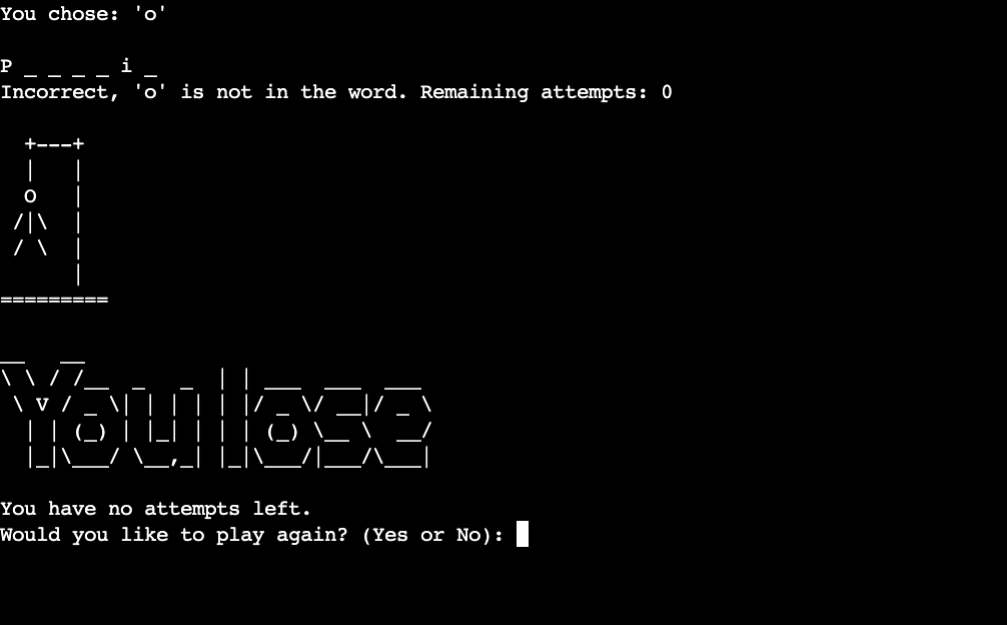 You chose: 'o'
P _ _ _ _ i _
Incorrect, 'o' is not in the word. Remaining attempts: 0
You lose
You have no attempts left.
Would you like to play again? (Yes or No):